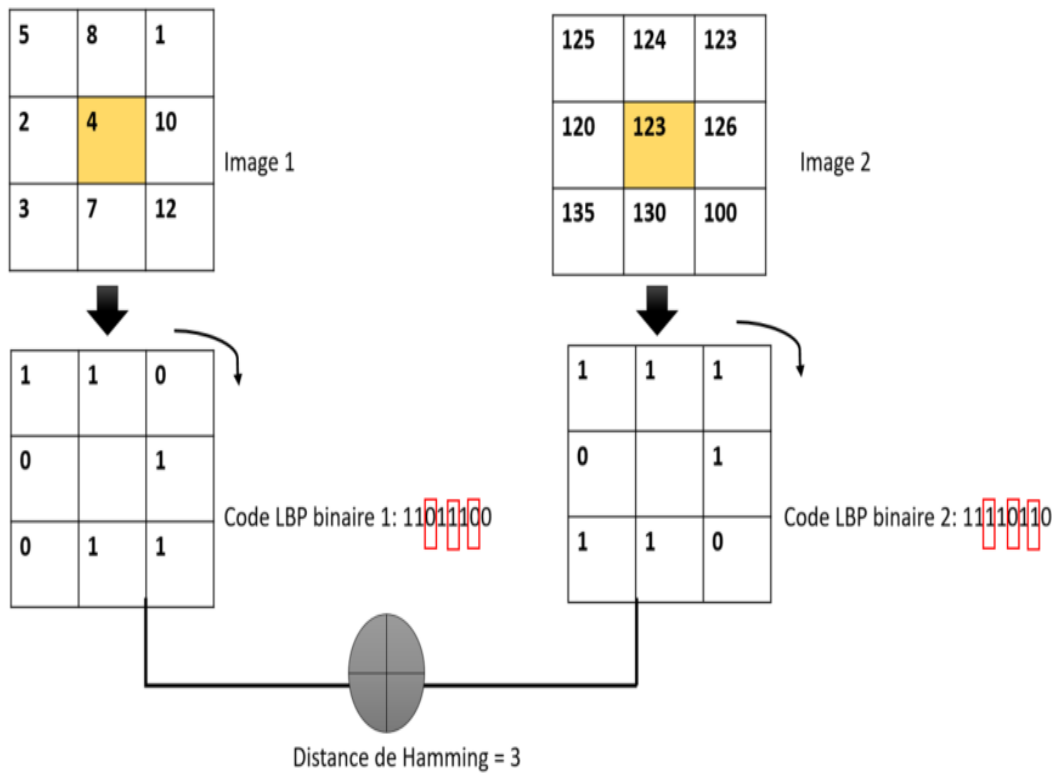 5 8 1
2 4 10
3 7 12
Image 1
125 124 123
120 123 126
135 130 100
Image 2
1 1 0
0 1
0 1 1
Code LBP binaire 1: 11011100
1 1 1
0 1
1 1 0
Code LBP binaire 2: 11110110
Distance de Hamming = 3